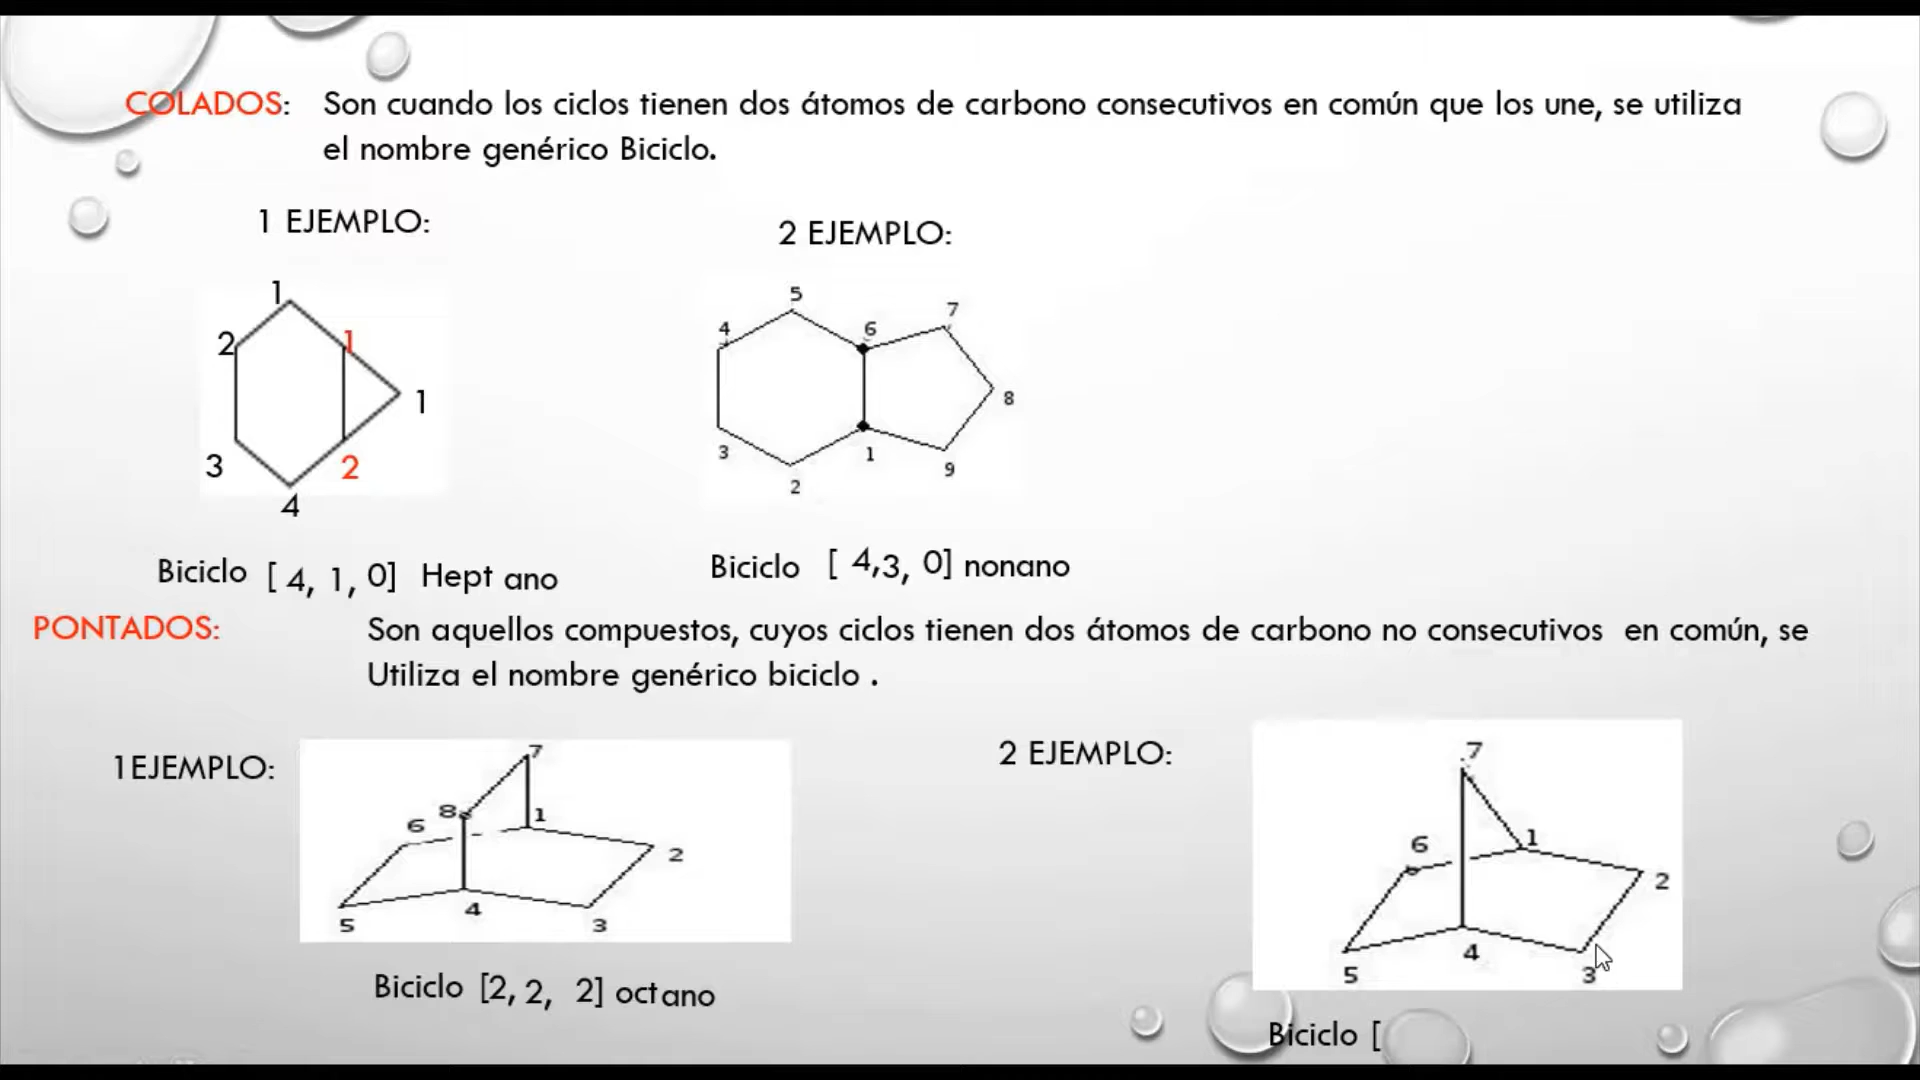 COLADOS: Son cuando los ciclos tienen dos átomos de carbono consecutivos en común que los une, se utiliza
el nombre genérico Biciclo.
1 EJEMPLO:
2 EJEMPLO:
1
2
1
1
3
2
4
5
4
6
7
8
3
1
9
2
Biciclo [ 4, 1, 0] Hept ano
Biciclo [ 4,3, 0] nonano
PONTADOS: Son aquellos compuestos, cuyos ciclos tienen dos átomos de carbono no consecutivos en común, se
Utiliza el nombre genérico biciclo .
1EJEMPLO:
7
8
1
6
2
5
4
3
Biciclo [2, 2, 2] octano
2 EJEMPLO:
7
6
1
2
4
5
3
Biciclo [